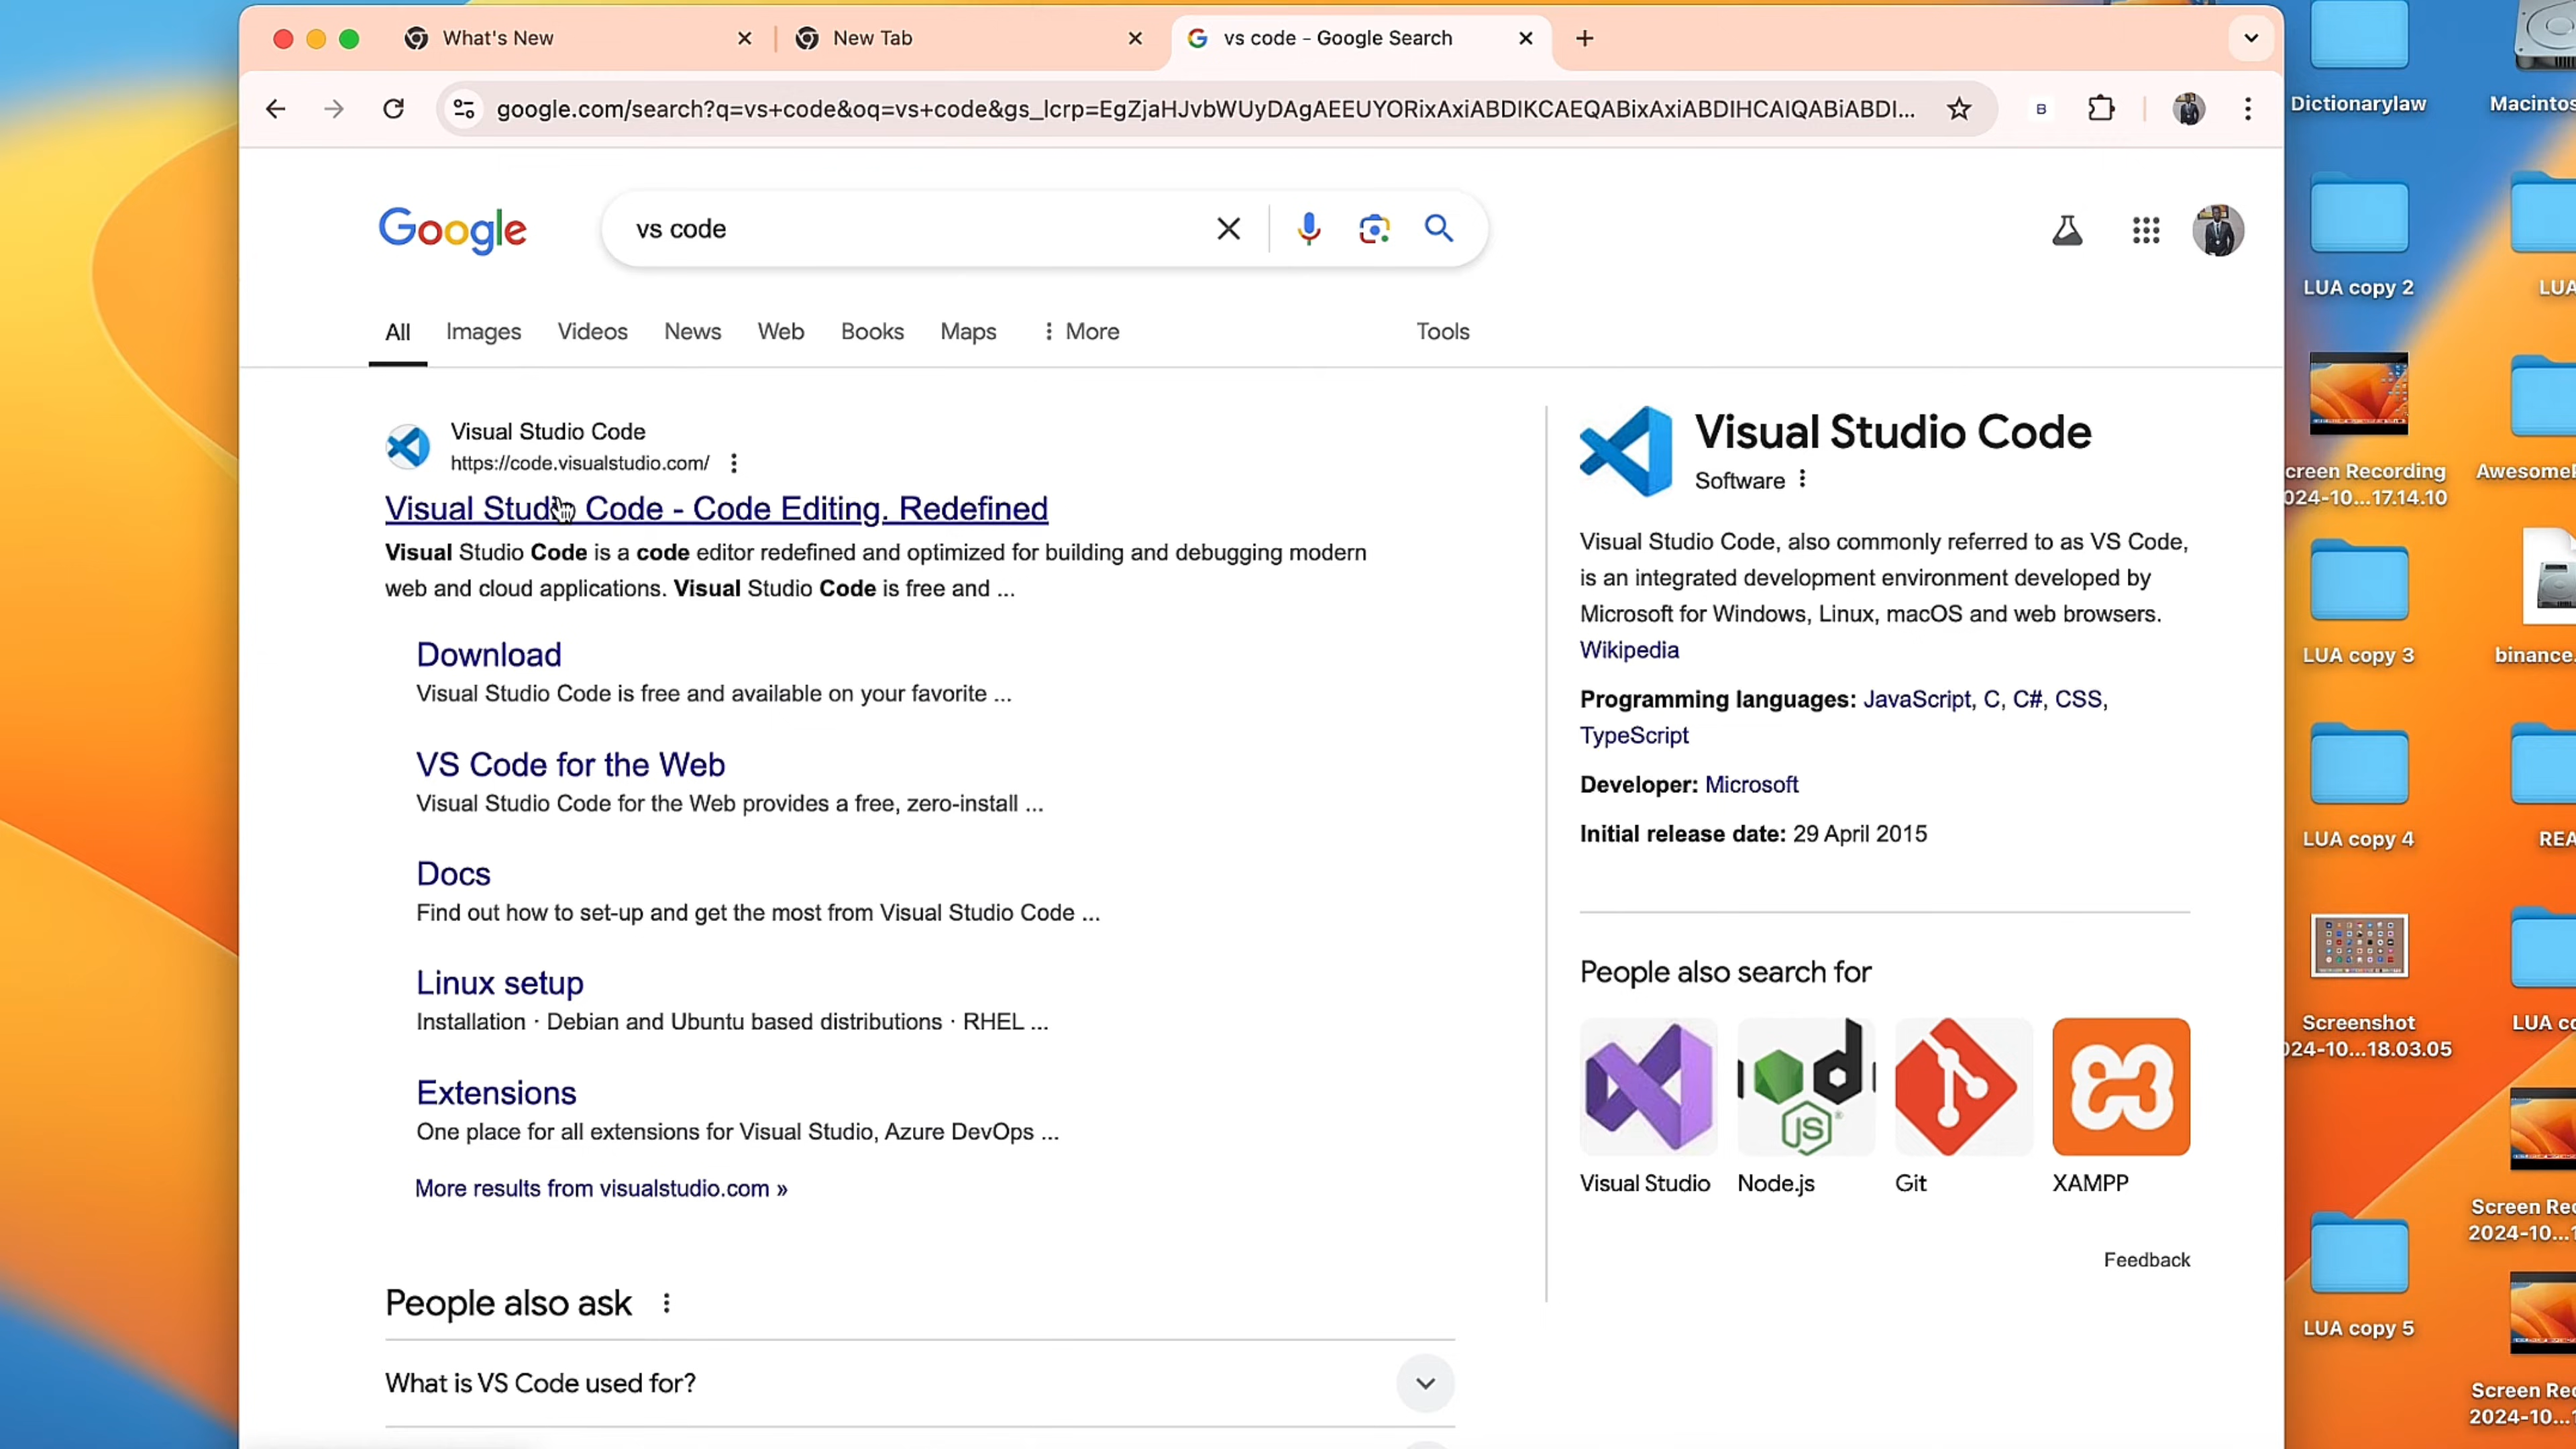 What's New
New Tab
vs code - Google Search
google.com/search?q=vs+code&oq=vs+code&gs_lcrp=EgZjaHJvbWUyDAgAEEUYORixAxiABDIKCAEQABixAxiABDIHCAIQABiABDI...
B
Google
vs code
All
Images
Videos
News
Web
Books
Maps
More
Tools
Visual Studio Code
https://code.visualstudio.com/
Visual Studio Code - Code Editing. Redefined
Visual Studio Code is a code editor redefined and optimized for building and debugging modern
web and cloud applications. Visual Studio Code is free and ...
Download
Visual Studio Code is free and available on your favorite ...
VS Code for the Web
Visual Studio Code for the Web provides a free, zero-install ...
Docs
Find out how to set-up and get the most from Visual Studio Code ...
Linux setup
Installation · Debian and Ubuntu based distributions · RHEL ...
Extensions
One place for all extensions for Visual Studio, Azure DevOps ...
More results from visualstudio.com »
People also ask
What is VS Code used for?
Visual Studio Code
Software
Visual Studio Code, also commonly referred to as VS Code,
is an integrated development environment developed by
Microsoft for Windows, Linux, macOS and web browsers.
Wikipedia
Programming languages: JavaScript, C, C#, CSS,
TypeScript
Developer: Microsoft
Initial release date: 29 April 2015
People also search for
Visual Studio
Node.js
Git
XAMPP
Feedback
Dictionarylaw
Macintos
LUA copy 2
LUA
creen Recording
024-10...17.14.10
AwesomeF
LUA copy 3
binance.
LUA copy 4
REA
Screenshot
024-10...18.03.05
LUA co
Screen Rec
2024-10...1
LUA copy 5
Screen Rec
2024-10...1